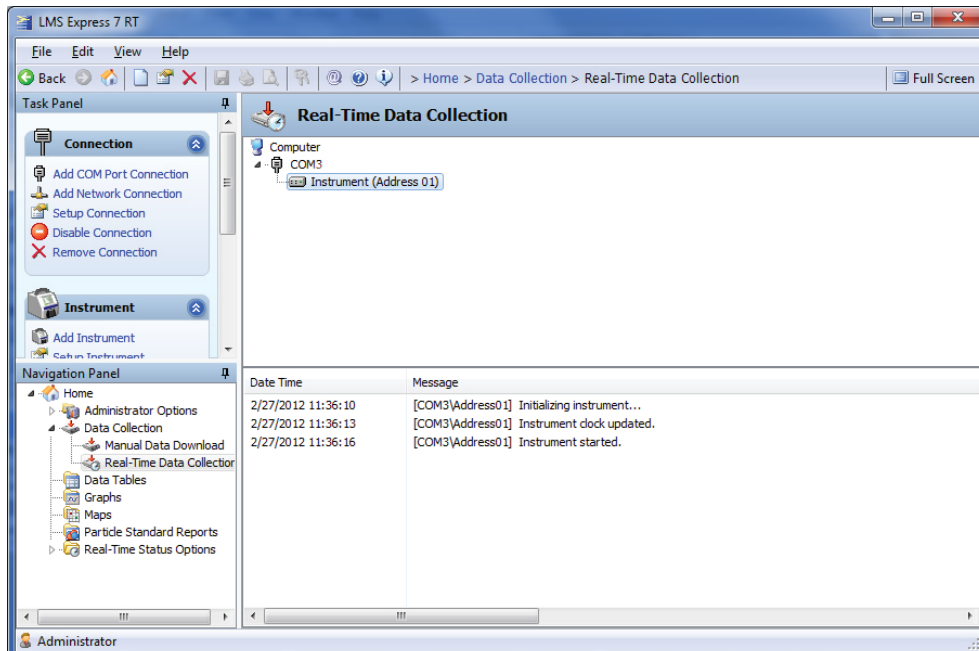 LMS Express 7 RT
File Edit View Help
Back > Home > Data Collection > Real-Time Data Collection Full Screen
Task Panel
Connection
Add COM Port Connection
Add Network Connection
Setup Connection
Disable Connection
Remove Connection
Instrument
Add Instrument
Setup Instrument
Navigation Panel
Home
Administrator Options
Data Collection
Manual Data Download
Real-Time Data Collection
Data Tables
Graphs
Maps
Particle Standard Reports
Real-Time Status Options
Real-Time Data Collection
Computer
COM3
Instrument (Address 01)
Date Time Message
2/27/2012 11:36:10 [COM3\Address01] Initializing instrument...
2/27/2012 11:36:13 [COM3\Address01] Instrument clock updated.
2/27/2012 11:36:16 [COM3\Address01] Instrument started.
Administrator